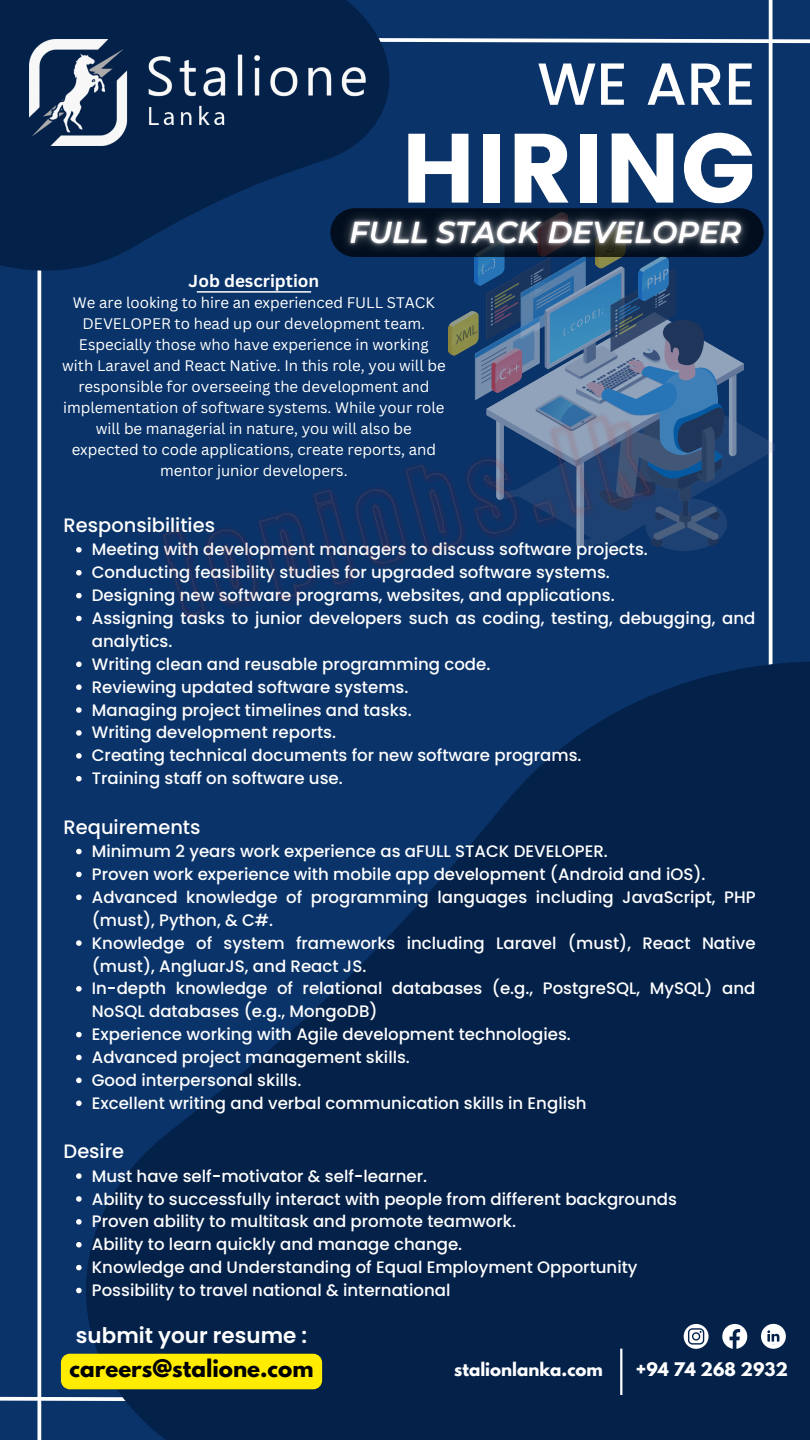 Stalione
Lanka
WE ARE
HIRING
FULL STACK DEVELOPER
Job description
We are looking to hire an experienced FULL STACK
DEVELOPER to head up our development team.
Especially those who have experience in working
with Laravel and React Native. In this role, you will be
responsible for overseeing the development and
implementation of software systems. While your role
will be managerial in nature, you will also be
expected to code applications, create reports, and
mentor junior developers.
{...}
PHP
XML
C++
topjobs.lk
Responsibilities
• Meeting with development managers to discuss software projects.
• Conducting feasibility studies for upgraded software systems.
• Designing new software programs, websites, and applications.
• Assigning tasks to junior developers such as coding, testing, debugging, and
analytics.
• Writing clean and reusable programming code.
• Reviewing updated software systems.
• Managing project timelines and tasks.
• Writing development reports.
• Creating technical documents for new software programs.
• Training staff on software use.
Requirements
• Minimum 2 years work experience as aFULL STACK DEVELOPER.
• Proven work experience with mobile app development (Android and iOS).
• Advanced knowledge of programming languages including JavaScript, PHP
(must), Python, & C#.
• Knowledge of system frameworks including Laravel (must), React Native
(must), AngluarJS, and React JS.
• In-depth knowledge of relational databases (e.g., PostgreSQL, MySQL) and
NoSQL databases (e.g., MongoDB)
• Experience working with Agile development technologies.
• Advanced project management skills.
• Good interpersonal skills.
• Excellent writing and verbal communication skills in English
Desire
• Must have self-motivator & self-learner.
• Ability to successfully interact with people from different backgrounds
• Proven ability to multitask and promote teamwork.
• Ability to learn quickly and manage change.
• Knowledge and Understanding of Equal Employment Opportunity
• Possibility to travel national & international
submit your resume :
careers@stalione.com
stalionlanka.com
+94 74 268 2932